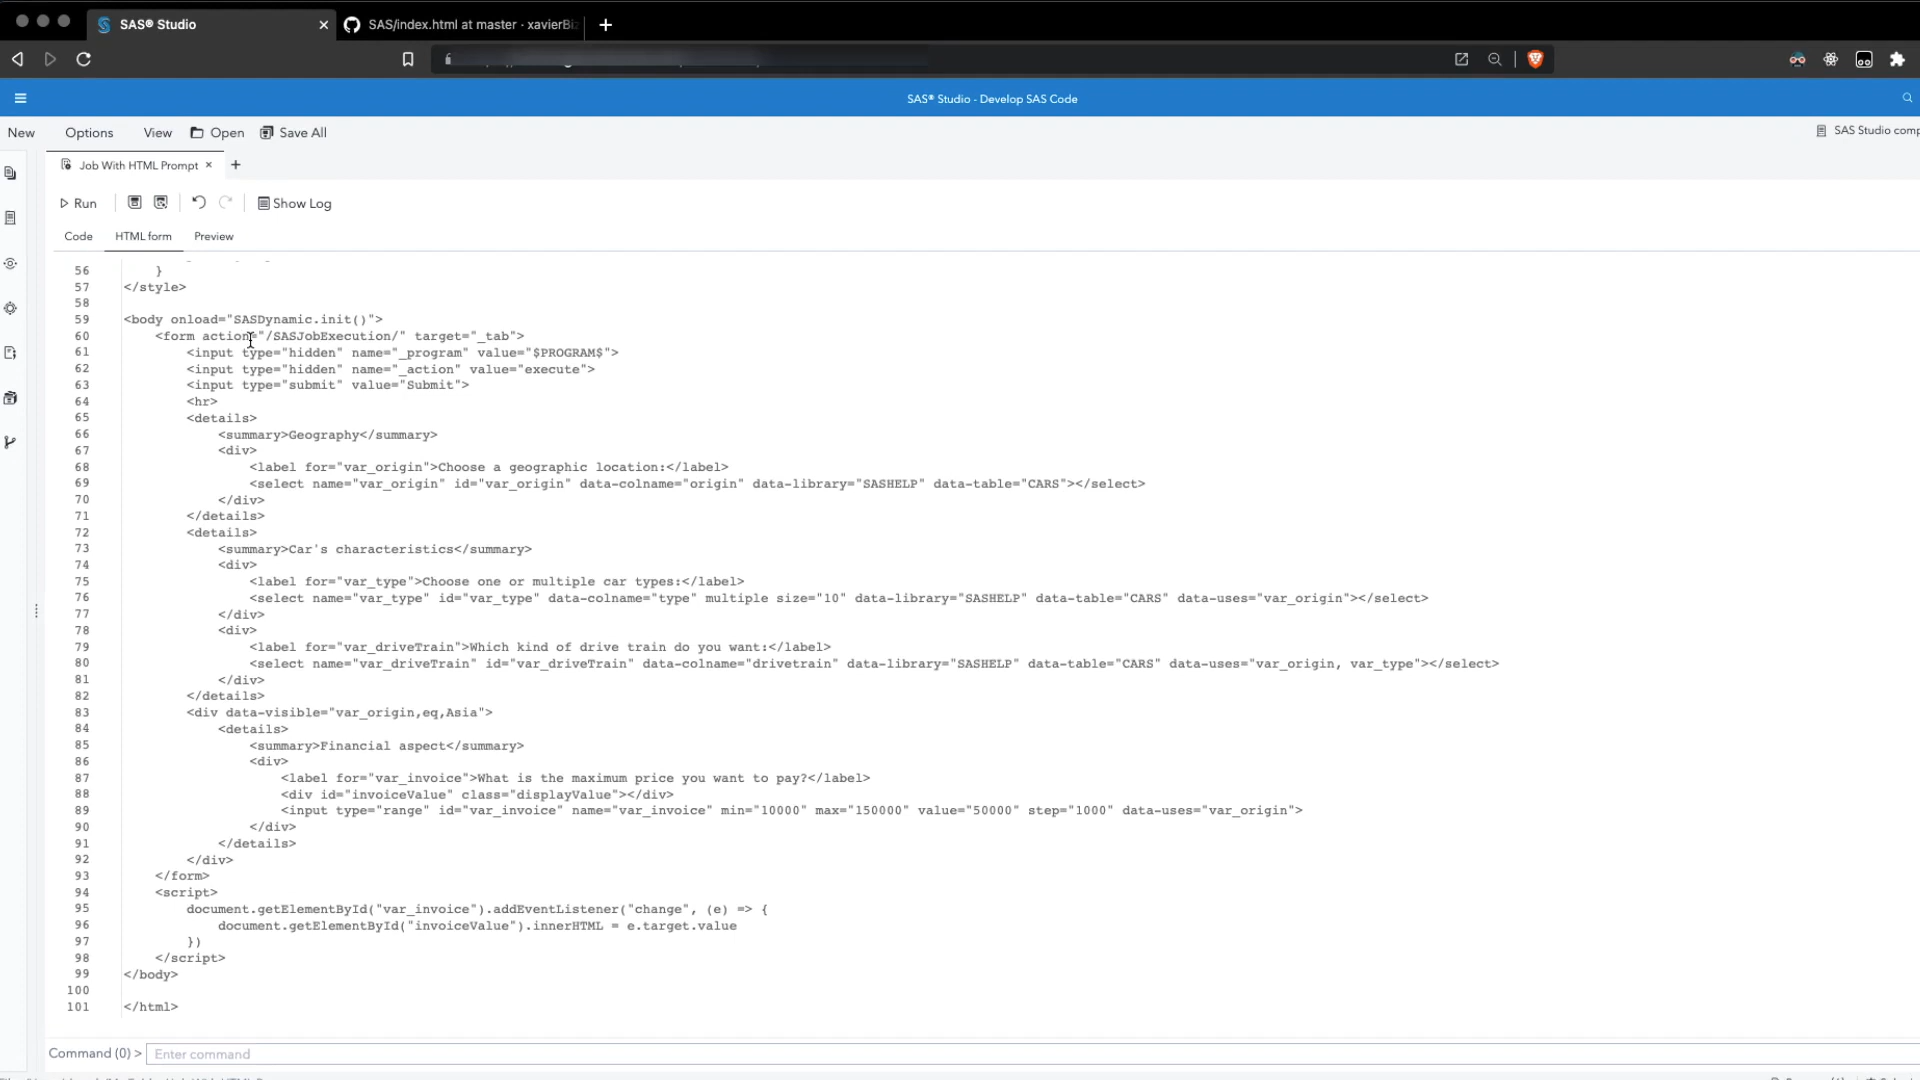 SAS® Studio
SAS/index.html at master · xavierBiz
SAS® Studio - Develop SAS Code
New Options View Open Save All
SAS Studio comp
Job With HTML Prompt
Run Show Log
Code HTML form Preview
56 }
57 </style>
58
59 <body onload="SASDynamic.init()">
60 <form action="/SASJobExecution/" target="_tab">
61 <input type="hidden" name="_program" value="$PROGRAM$">
62 <input type="hidden" name="_action" value="execute">
63 <input type="submit" value="Submit">
64 <hr>
65 <details>
66 <summary>Geography</summary>
67 <div>
68 <label for="var_origin">Choose a geographic location:</label>
69 <select name="var_origin" id="var_origin" data-colname="origin" data-library="SASHELP" data-table="CARS"></select>
70 </div>
71 </details>
72 <details>
73 <summary>Car's characteristics</summary>
74 <div>
75 <label for="var_type">Choose one or multiple car types:</label>
76 <select name="var_type" id="var_type" data-colname="type" multiple size="10" data-library="SASHELP" data-table="CARS" data-uses="var_origin"></select>
77 </div>
78 <div>
79 <label for="var_driveTrain">Which kind of drive train do you want:</label>
80 <select name="var_driveTrain" id="var_driveTrain" data-colname="drivetrain" data-library="SASHELP" data-table="CARS" data-uses="var_origin, var_type"></select>
81 </div>
82 </details>
83 <div data-visible="var_origin,eq,Asia">
84 <details>
85 <summary>Financial aspect</summary>
86 <div>
87 <label for="var_invoice">What is the maximum price you want to pay?</label>
88 <div id="invoiceValue" class="displayValue"></div>
89 <input type="range" id="var_invoice" name="var_invoice" min="10000" max="150000" value="50000" step="1000" data-uses="var_origin">
90 </div>
91 </details>
92 </div>
93 </form>
94 <script>
95 document.getElementById("var_invoice").addEventListener("change", (e) => {
96 document.getElementById("invoiceValue").innerHTML = e.target.value
97 })
98 </script>
99 </body>
100
101 </html>
Command (0) > Enter command